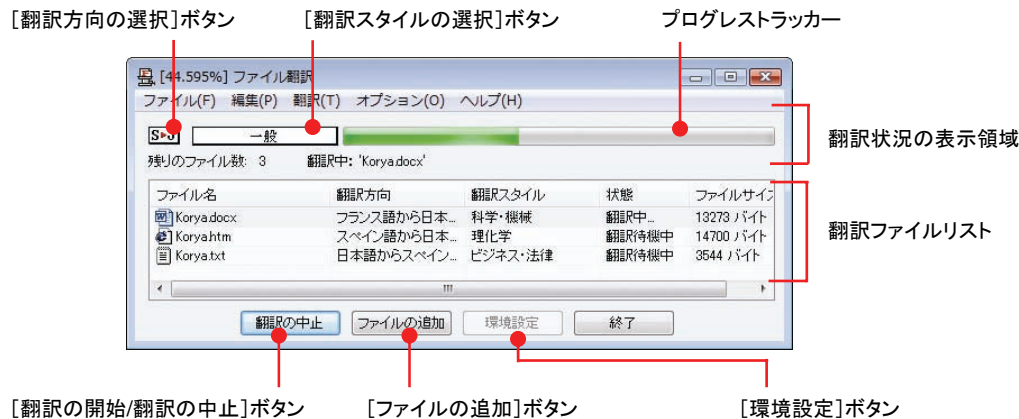 [翻訳方向の選択]ボタン [翻訳スタイルの選択]ボタン プログレストラッカー
[44.595%] ファイル翻訳
ファイル(F) 編集(P) 翻訳(T) オプション(O) ヘルプ(H)
S▶J 一般
翻訳状況の表示領域
残りのファイル数: 3 翻訳中: 'Korya.docx'
ファイル名 翻訳方向 翻訳スタイル 状態 ファイルサイズ
Korya.docx フランス語から日本... 科学・機械 翻訳中... 13273 バイト
Korya.htm スペイン語から日本... 理化学 翻訳待機中 14700 バイト
翻訳ファイルリスト
Korya.txt 日本語からスペイン... ビジネス・法律 翻訳待機中 3544 バイト
翻訳の中止 ファイルの追加 環境設定 終了
[翻訳の開始/翻訳の中止]ボタン [ファイルの追加]ボタン [環境設定]ボタン